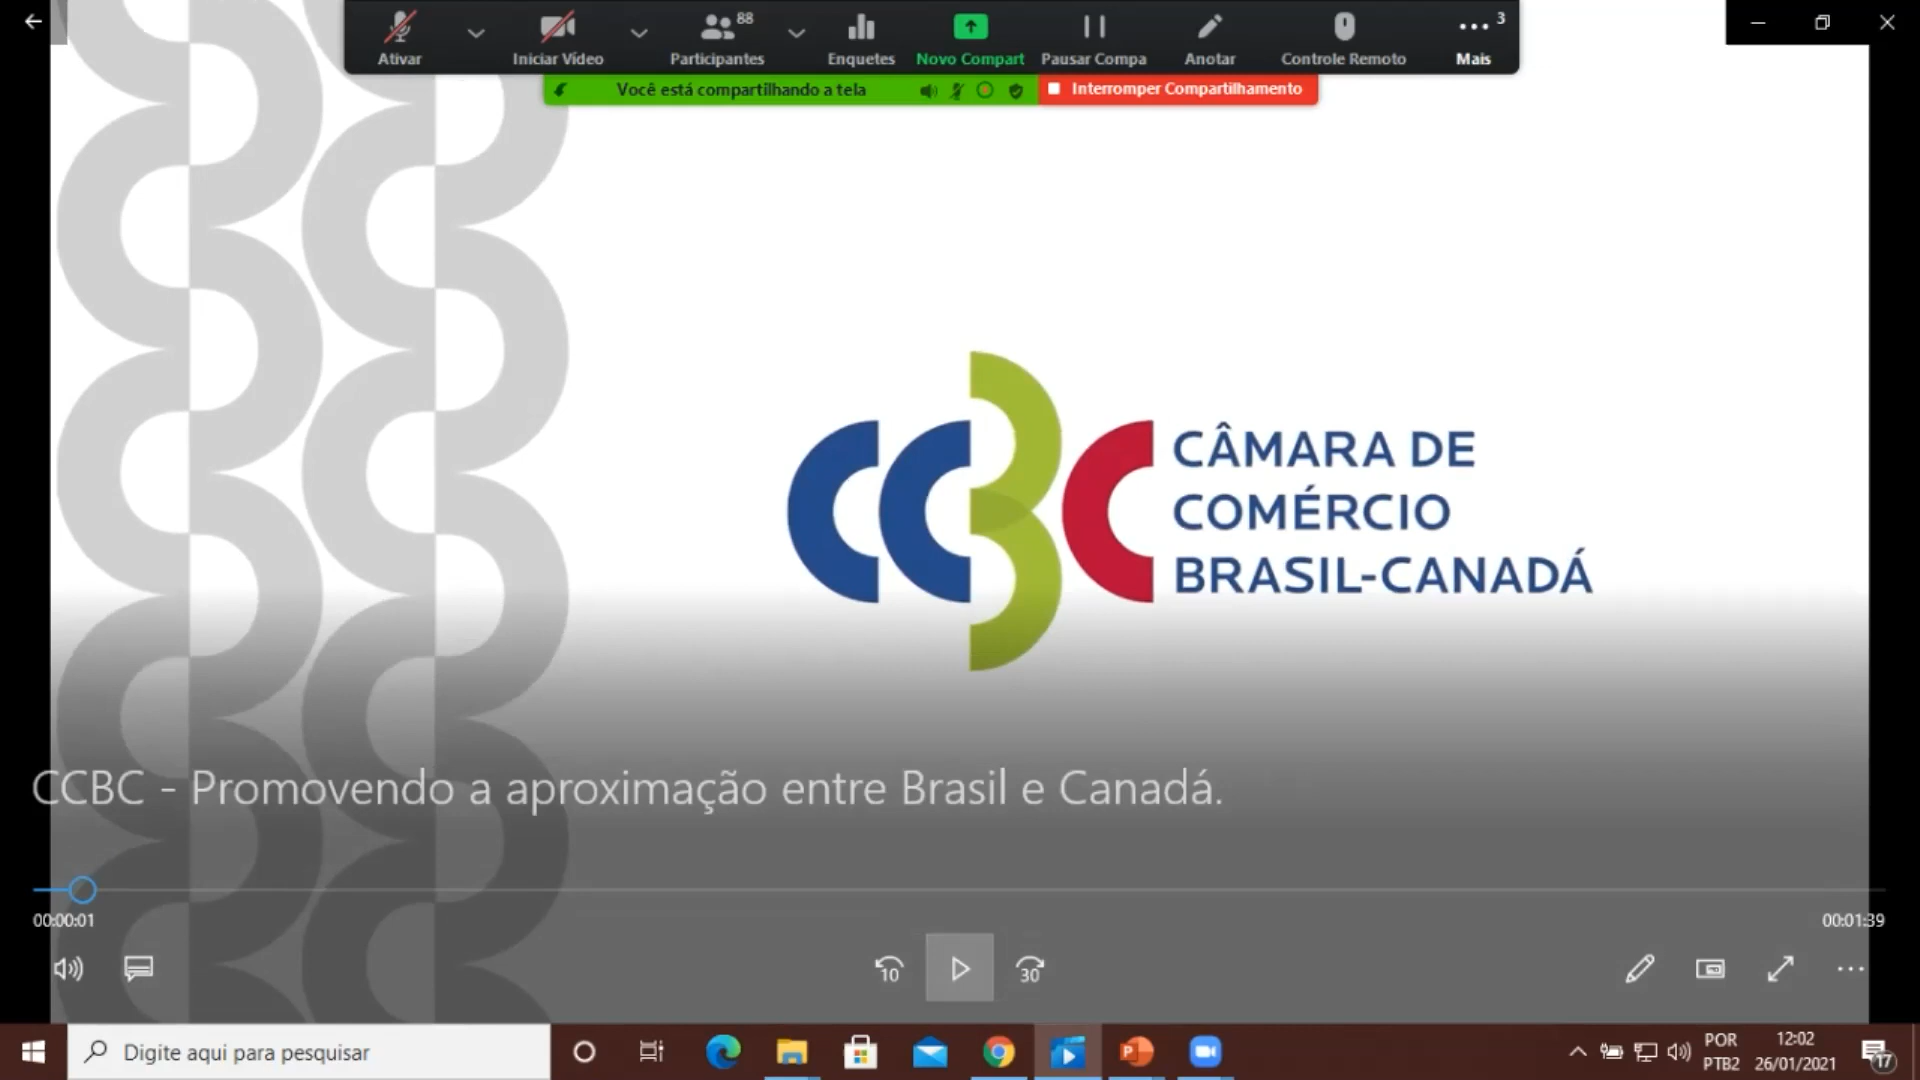 88
3
Ativar
Iniciar Vídeo
Participantes
Enquetes
Novo Compart
Pausar Compa
Anotar
Controle Remoto
Mais
Você está compartilhando a tela
Interromper Compartilhamento
CCBC
CÂMARA DE
COMÉRCIO
BRASIL-CANADÁ
CCBC - Promovendo a aproximação entre Brasil e Canadá.
00:00:01
00:01:39
10
30
Digite aqui para pesquisar
POR
PTB2
12:02
26/01/2021
17